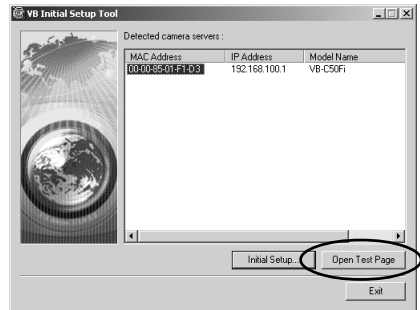 VB Initial Setup Tool
Detected camera servers :
MAC Address IP Address Model Name
00-00-85-01-F1-D3 192.168.100.1 VB-C50Fi
Initial Setup... Open Test Page
Exit